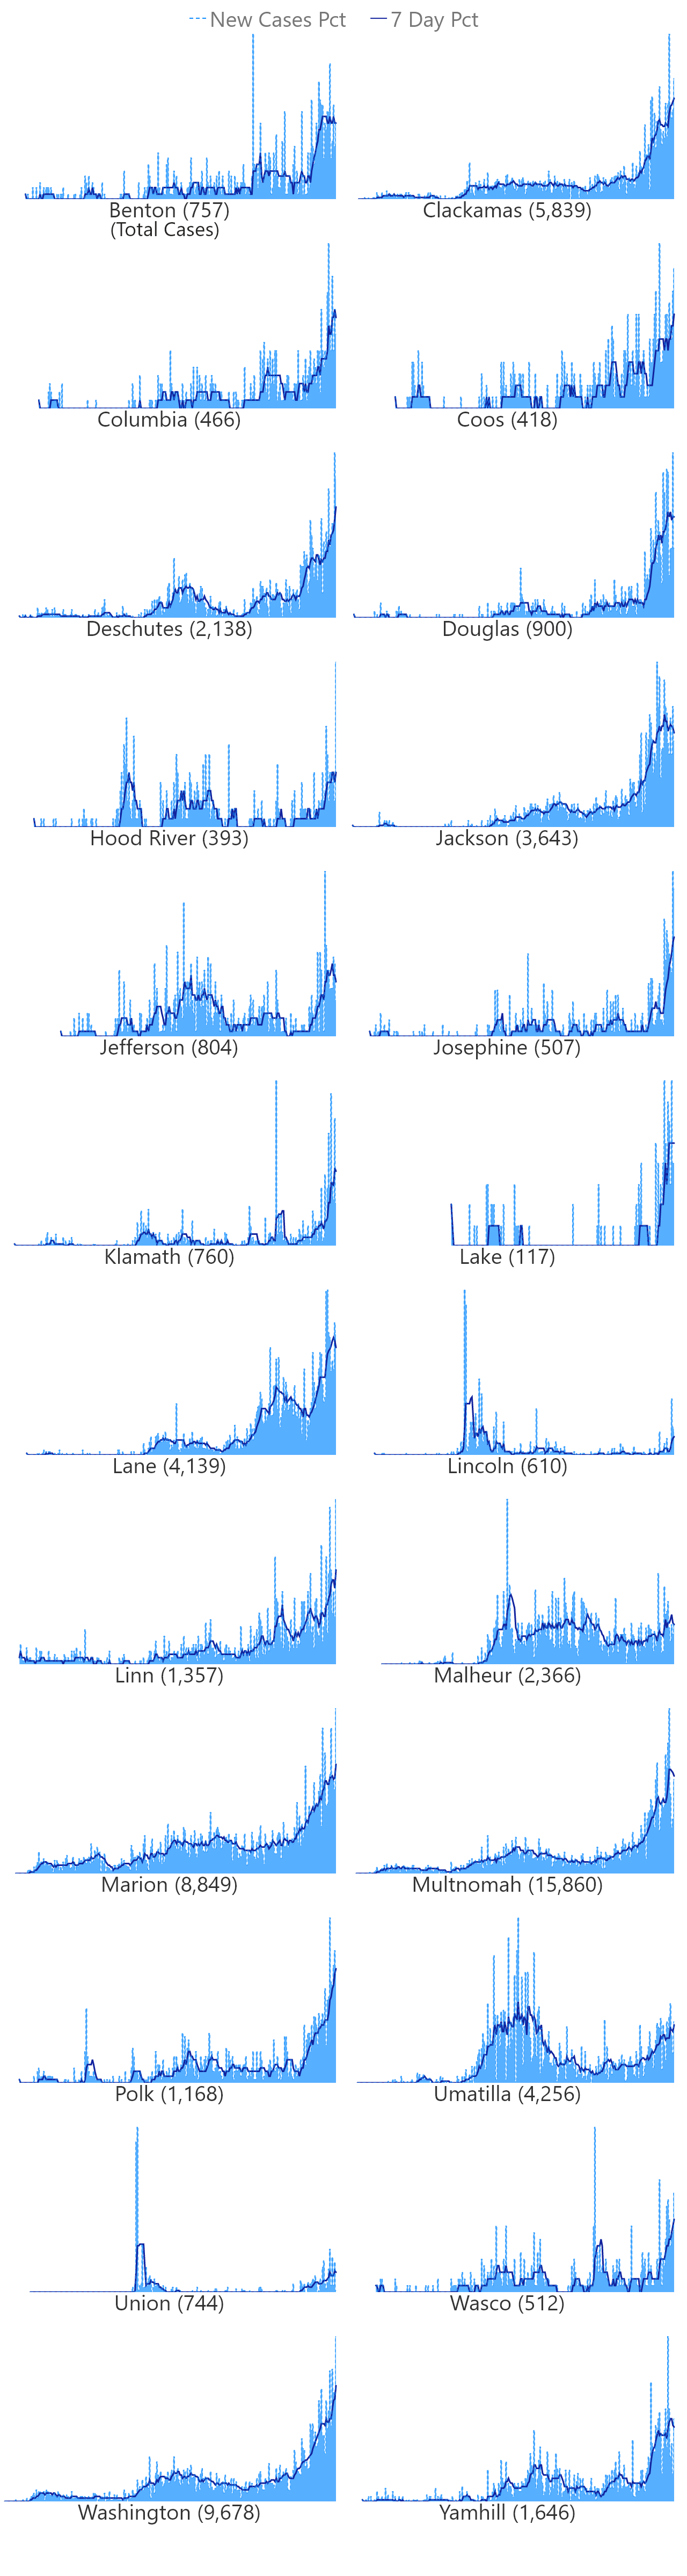 New Cases Pct 7 Day Pct
Benton (757) Clackamas (5,839)
(Total Cases)
Columbia (466) Coos (418)
Deschutes (2,138) Douglas (900)
Hood River (393) Jackson (3,643)
Jefferson (804) Josephine (507)
Klamath (760) Lake (117)
Lane (4,139) Lincoln (610)
Linn (1,357) Malheur (2,366)
Marion (8,849) Multnomah (15,860)
Polk (1,168) Umatilla (4,256)
Union (744) Wasco (512)
Washington (9,678) Yamhill (1,646)